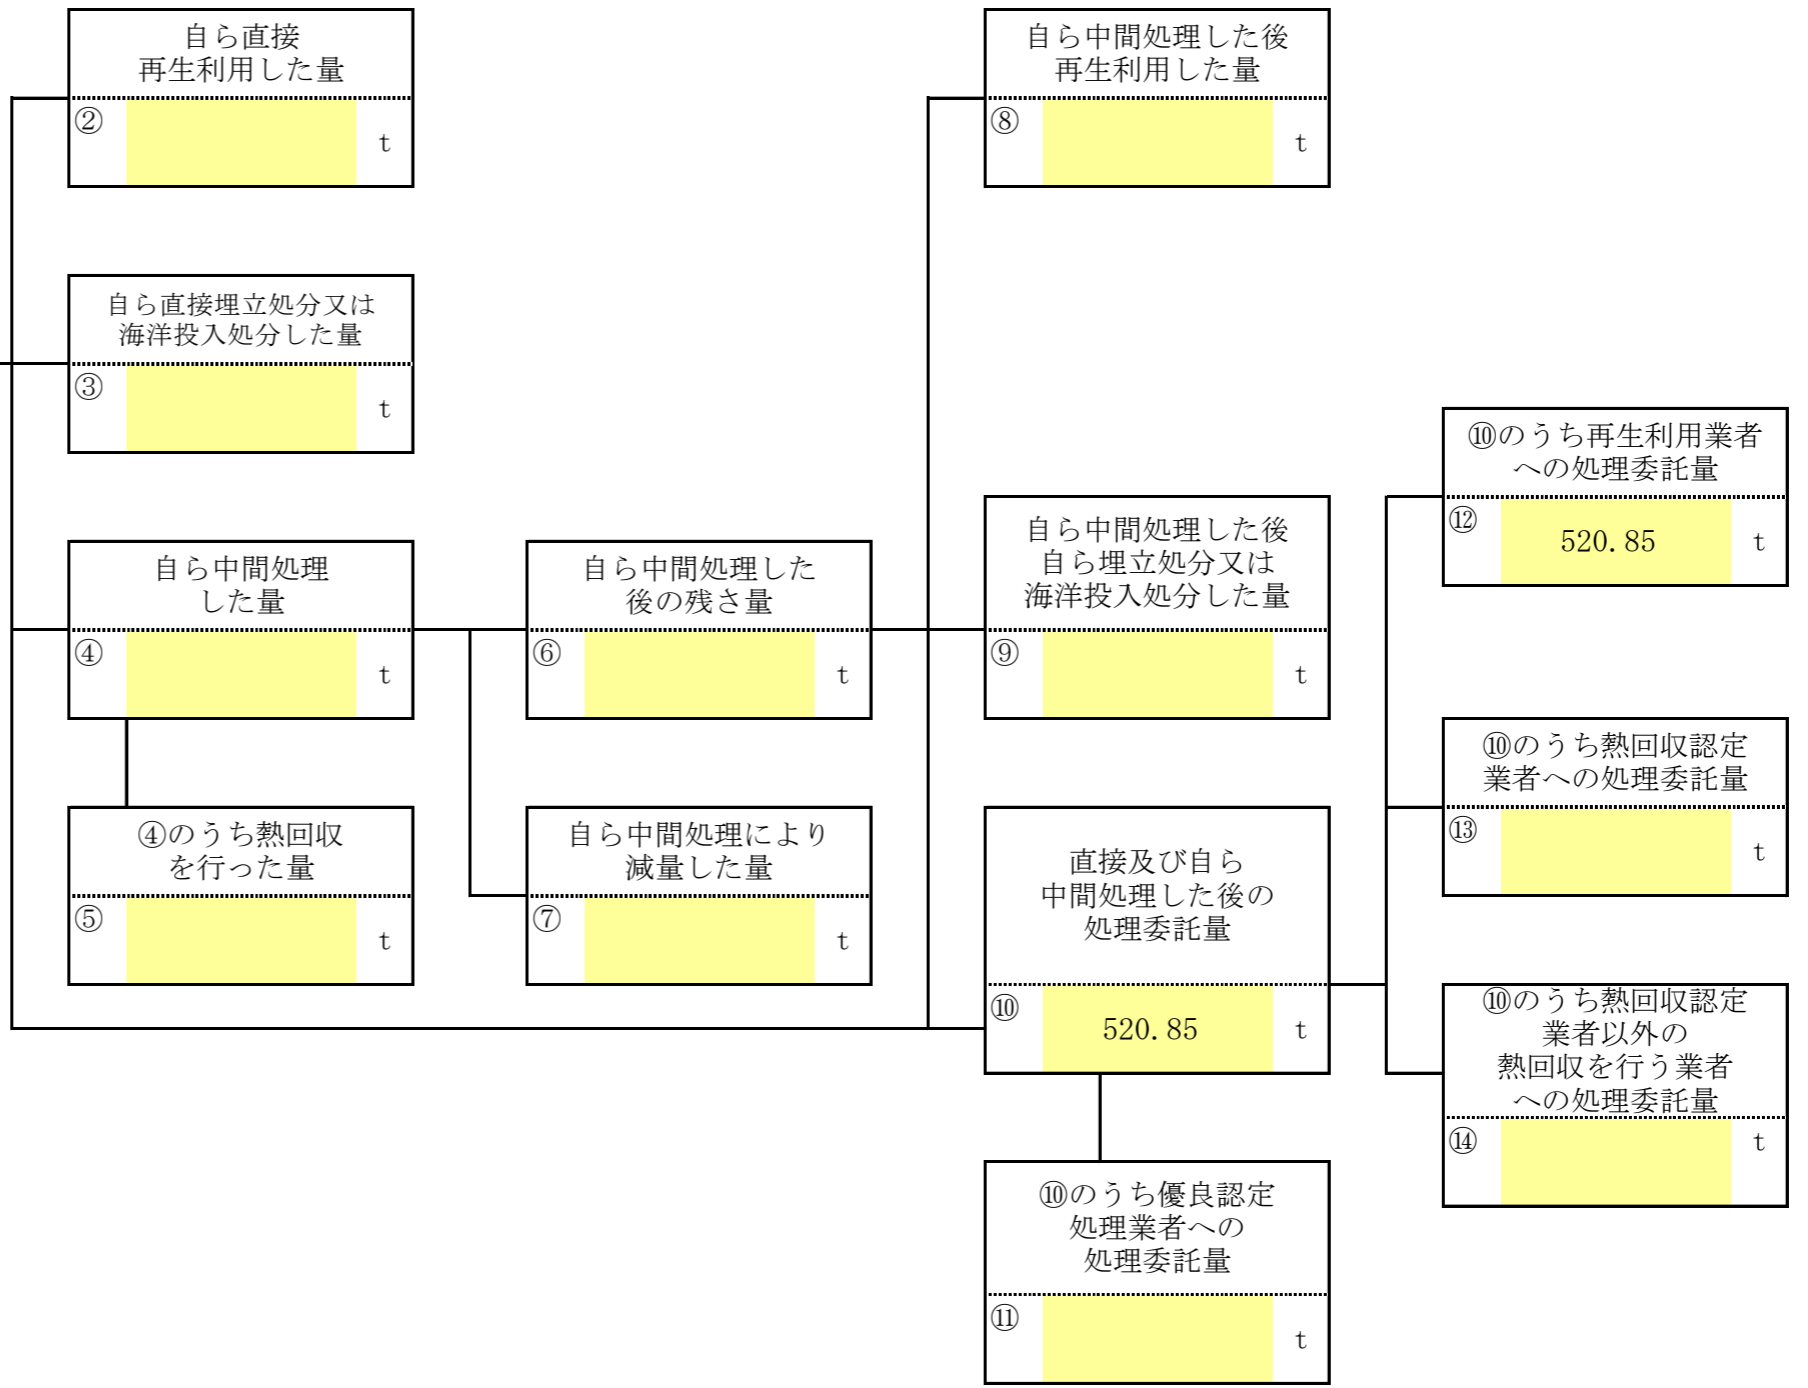 自ら直接
再生利用した量
②
t
自ら中間処理した後
再生利用した量
⑧
t
自ら直接埋立処分又は
海洋投入処分した量
③
t
⑩のうち再生利用業者
への処理委託量
⑫
520.85
t
自ら中間処理
した量
④
t
自ら中間処理した
後の残さ量
⑥
t
自ら中間処理した後
自ら埋立処分又は
海洋投入処分した量
⑨
t
⑩のうち熱回収認定
業者への処理委託量
⑬
t
④のうち熱回収
を行った量
⑤
t
自ら中間処理により
減量した量
⑦
t
直接及び自ら
中間処理した後の
処理委託量
⑩
520.85
t
⑩のうち熱回収認定
業者以外の
熱回収を行う業者
への処理委託量
⑭
t
⑩のうち優良認定
処理業者への
処理委託量
⑪
t